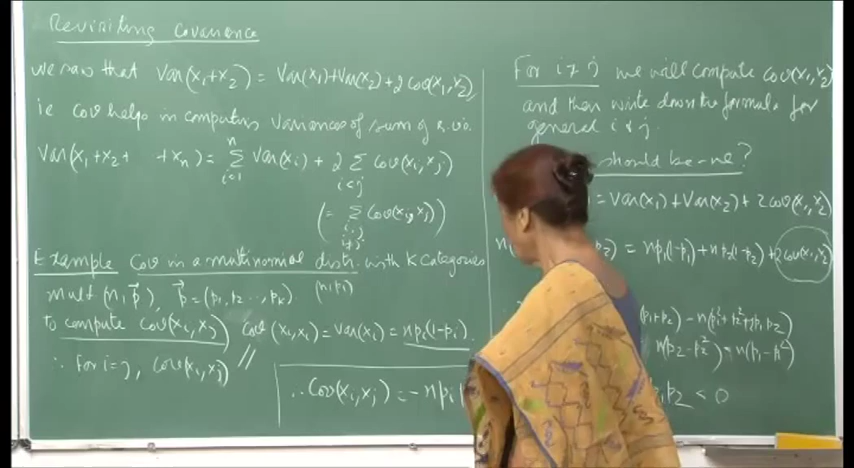 Revisiting Covariance
We saw that Var(X₁+X₂) = Var(X₁)+Var(X₂)+2 Cov(X₁,X₂),
ie Cov helps in computing variances of sum of r.v's.
Var(X₁+X₂+ +Xₙ) = Σ Var(Xᵢ) + 2 Σ Cov(Xᵢ,Xⱼ)
n i=1 i<j
(= Σ Cov(Xᵢ,Xⱼ))
i,j
i≠j
Example Cov in a multinomial distr. with K Categories
mult (n, p⃗), p⃗ = (p₁, p₂ ..., pₖ). (n, pᵢ)
to compute Cov(Xᵢ,Xⱼ) Cov(Xᵢ,Xᵢ) = Var(Xᵢ) = npᵢ(1-pᵢ).
∴ For i=j, Cov(Xᵢ,Xⱼ) //
∴ Cov(Xᵢ,Xⱼ) = -npᵢ
For i≠j we will compute Cov(X₁,X₂)
and then write down the formula for
general i & j.
should be -ve?
= Var(X₁)+Var(X₂)+2Cov(X₁,X₂)
p₂) = np₁(1-p₁)+np₂(1-p₂)+2Cov(X₁,X₂)
(p₁+p₂) - n(p₁²+p₂²+2p₁p₂)
n(p₂-p₂²) - n(p₁-p₁²)
p₁p₂ < 0